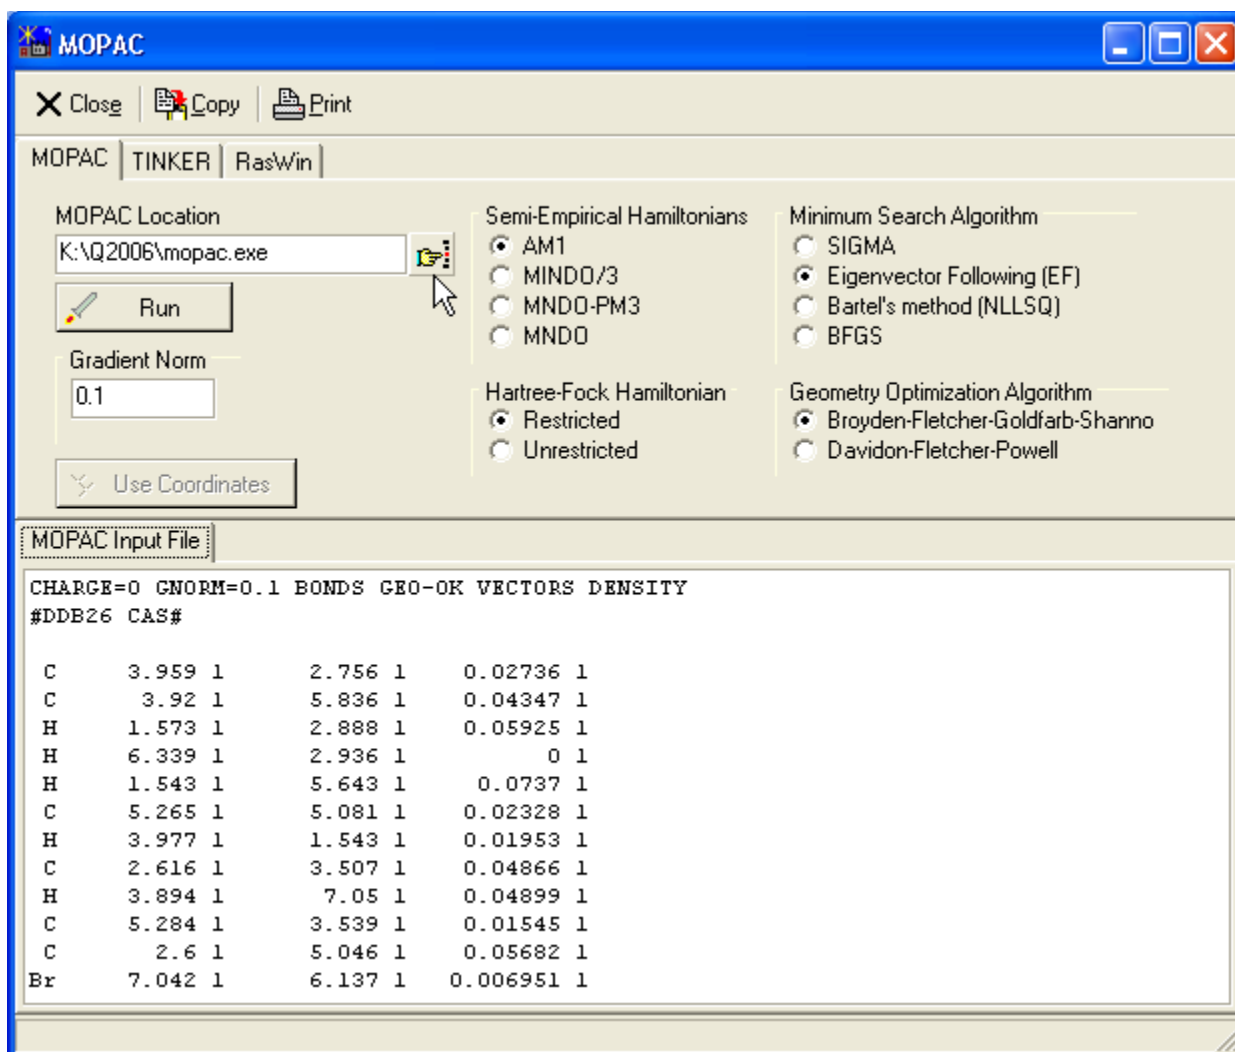 MOPAC
Close Copy Print
MOPAC TINKER RasWin
MOPAC Location
K:\Q2006\mopac.exe
Run
Gradient Norm
0.1
Use Coordinates
Semi-Empirical Hamiltonians
AM1
MINDO/3
MNDO-PM3
MNDO
Hartree-Fock Hamiltonian
Restricted
Unrestricted
Minimum Search Algorithm
SIGMA
Eigenvector Following (EF)
Bartel's method (NLLSQ)
BFGS
Geometry Optimization Algorithm
Broyden-Fletcher-Goldfarb-Shanno
Davidon-Fletcher-Powell
MOPAC Input File
CHARGE=0 GNORM=0.1 BONDS GEO-OK VECTORS DENSITY
#DDB26 CAS#
C 3.959 1 2.756 1 0.02736 1
C 3.92 1 5.836 1 0.04347 1
H 1.573 1 2.888 1 0.05925 1
H 6.339 1 2.936 1 0 1
H 1.543 1 5.643 1 0.0737 1
C 5.265 1 5.081 1 0.02328 1
H 3.977 1 1.543 1 0.01953 1
C 2.616 1 3.507 1 0.04866 1
H 3.894 1 7.05 1 0.04899 1
C 5.284 1 3.539 1 0.01545 1
C 2.6 1 5.046 1 0.05682 1
Br 7.042 1 6.137 1 0.006951 1